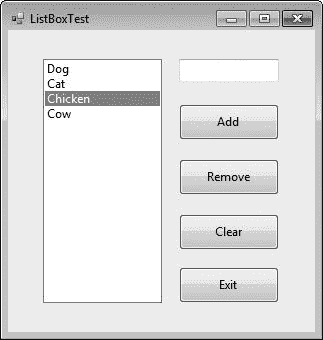 ListBoxTest
Dog
Cat
Chicken
Cow
Add
Remove
Clear
Exit